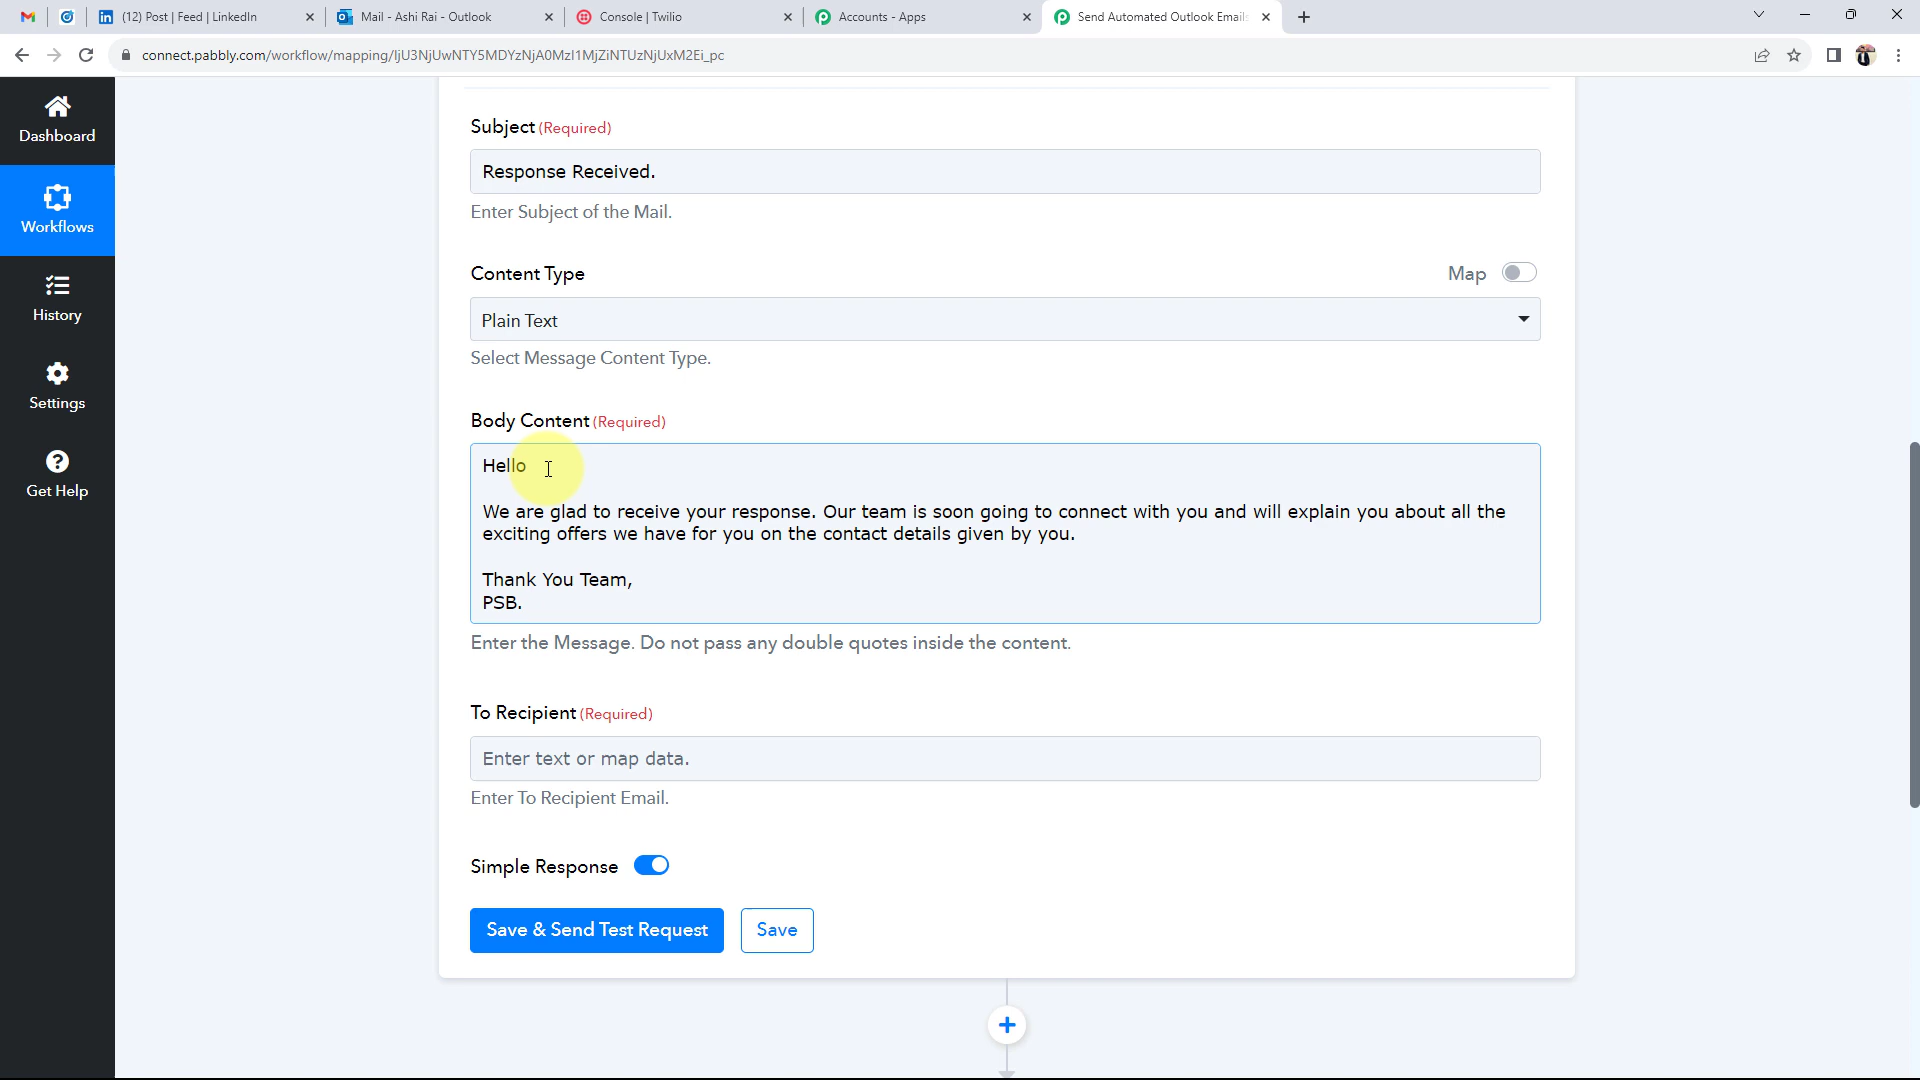 (12) Post | Feed | LinkedIn
Mail - Ashi Rai - Outlook
Console | Twilio
Accounts - Apps
Send Automated Outlook Emails
connect.pabbly.com/workflow/mapping/
Dashboard
Workflows
History
Settings
Get Help
Subject (Required)
Response Received.
Enter Subject of the Mail.
Content Type
Map
Plain Text
Select Message Content Type.
Body Content (Required)
Hello
We are glad to receive your response. Our team is soon going to connect with you and will explain you about all the
exciting offers we have for you on the contact details given by you.
Thank You Team,
PSB.
Enter the Message. Do not pass any double quotes inside the content.
To Recipient (Required)
Enter text or map data.
Enter To Recipient Email.
Simple Response
Save & Send Test Request
Save